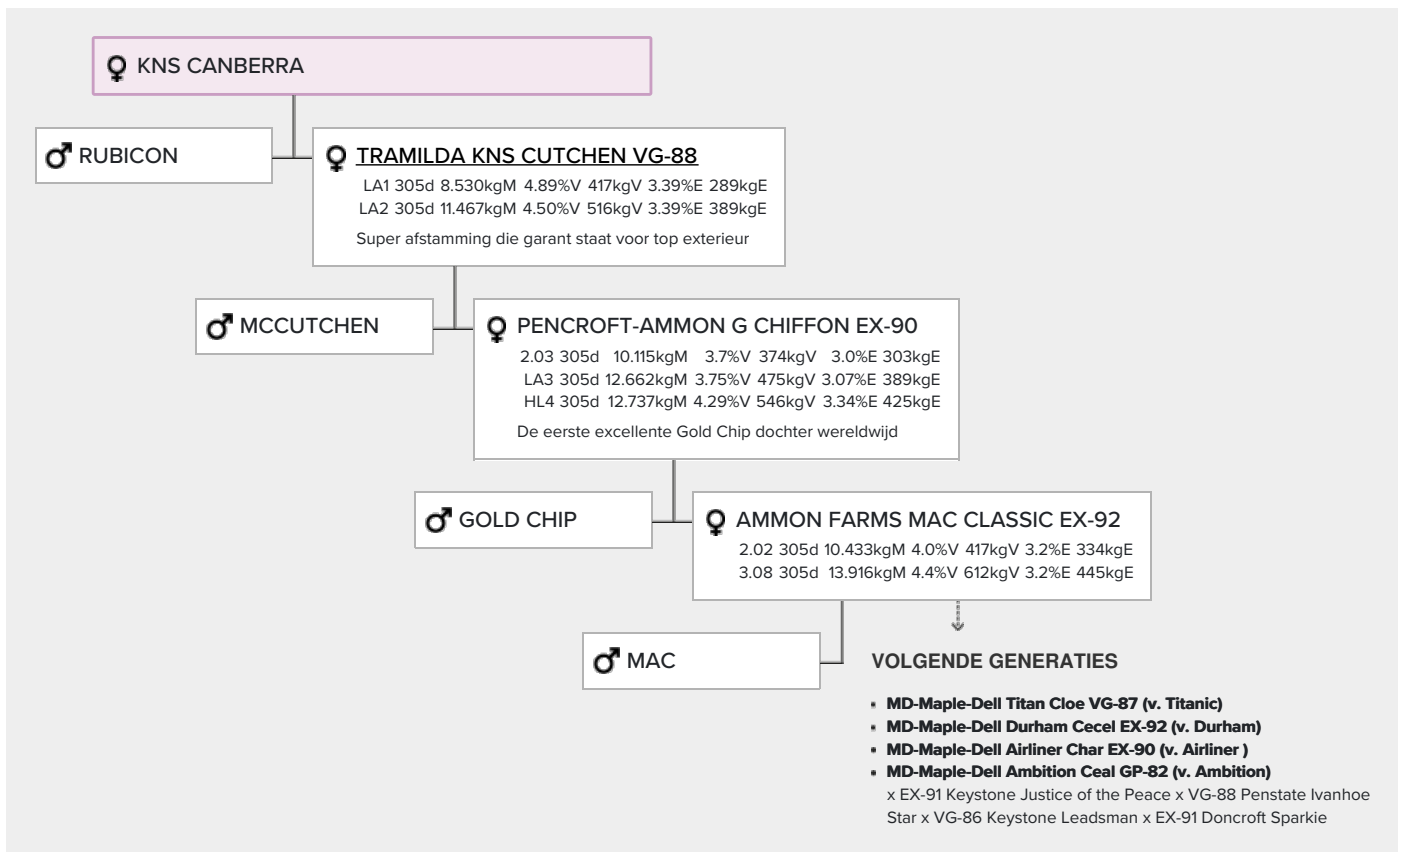 ♀ KNS CANBERRA
♂ RUBICON
♀ TRAMILDA KNS CUTCHEN VG-88
LA1 305d 8.530kgM 4.89%V 417kgV 3.39%E 289kgE
LA2 305d 11.467kgM 4.50%V 516kgV 3.39%E 389kgE
Super afstamming die garant staat voor top exterieur
♂ MCCUTCHEN
♀ PENCROFT-AMMON G CHIFFON EX-90
2.03 305d 10.115kgM 3.7%V 374kgV 3.0%E 303kgE
LA3 305d 12.662kgM 3.75%V 475kgV 3.07%E 389kgE
HL4 305d 12.737kgM 4.29%V 546kgV 3.34%E 425kgE
De eerste excellente Gold Chip dochter wereldwijd
♂ GOLD CHIP
♀ AMMON FARMS MAC CLASSIC EX-92
2.02 305d 10.433kgM 4.0%V 417kgV 3.2%E 334kgE
3.08 305d 13.916kgM 4.4%V 612kgV 3.2%E 445kgE
♂ MAC
VOLGENDE GENERATIES
• MD-Maple-Dell Titan Cloe VG-87 (v. Titanic)
• MD-Maple-Dell Durham Cecel EX-92 (v. Durham)
• MD-Maple-Dell Airliner Char EX-90 (v. Airliner )
• MD-Maple-Dell Ambition Ceal GP-82 (v. Ambition)
x EX-91 Keystone Justice of the Peace x VG-88 Penstate Ivanhoe
Star x VG-86 Keystone Leadsman x EX-91 Doncroft Sparkie